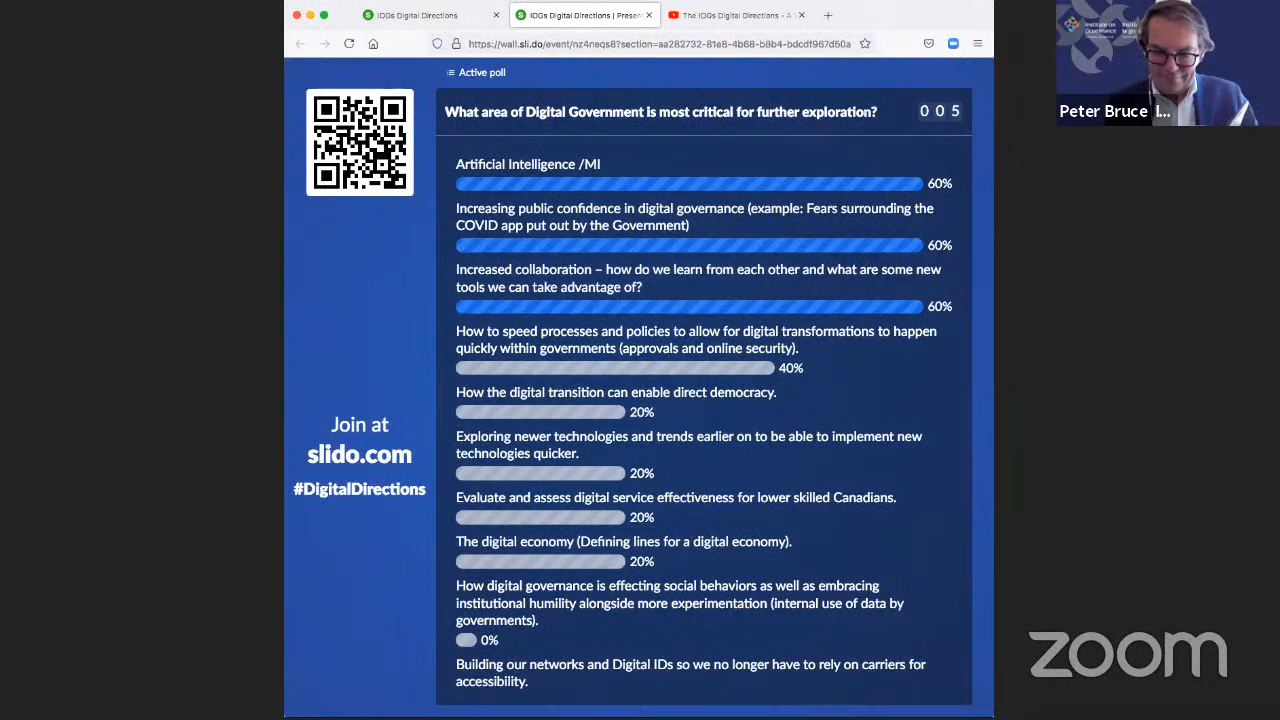 IOGs Digital Directions
IOGs Digital Directions | Presen
The IOGs Digital Directions - A
https://wall.sli.do/event/nz4neqs8?section=aa282732-81e8-4b68-b8b4-bdcdf967d50a
Active poll
What area of Digital Government is most critical for further exploration?
0 0 5
Artificial Intelligence /MI
60%
Increasing public confidence in digital governance (example: Fears surrounding the
COVID app put out by the Government)
60%
Increased collaboration – how do we learn from each other and what are some new
tools we can take advantage of?
60%
How to speed processes and policies to allow for digital transformations to happen
quickly within governments (approvals and online security).
40%
How the digital transition can enable direct democracy.
20%
Exploring newer technologies and trends earlier on to be able to implement new
technologies quicker.
20%
Evaluate and assess digital service effectiveness for lower skilled Canadians.
20%
The digital economy (Defining lines for a digital economy).
20%
How digital governance is effecting social behaviors as well as embracing
institutional humility alongside more experimentation (internal use of data by
governments).
0%
Building our networks and Digital IDs so we no longer have to rely on carriers for
accessibility.
Join at
slido.com
#DigitalDirections
Institute on
Governance
Peter Bruce I...
zoom